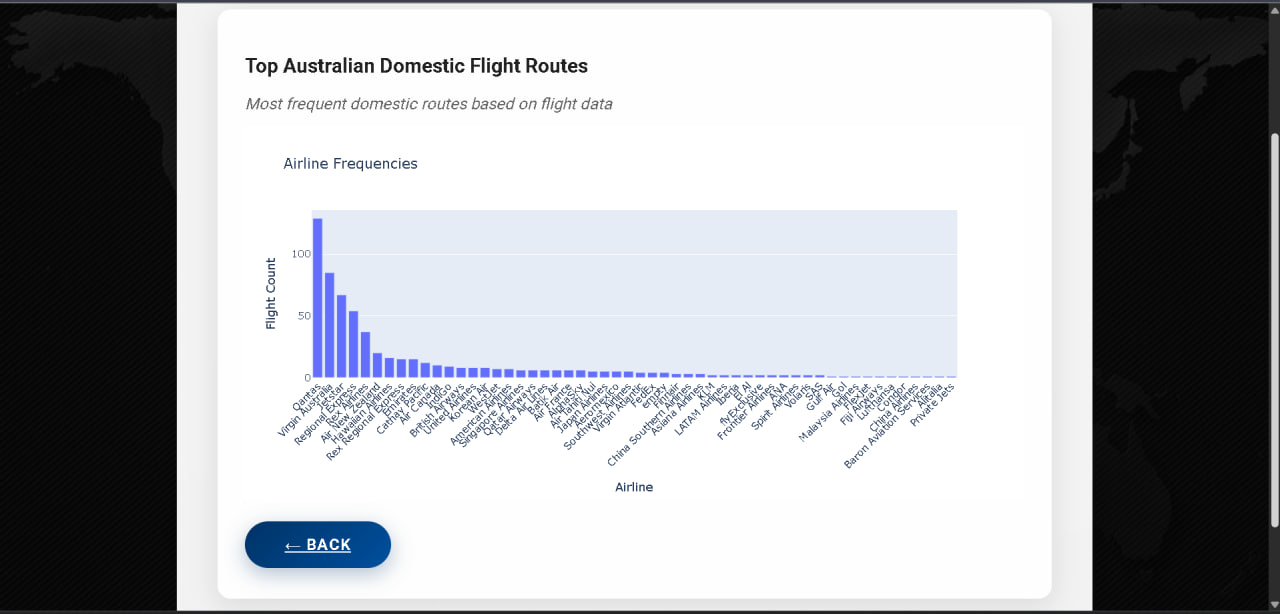 Top Australian Domestic Flight Routes
Most frequent domestic routes based on flight data
Airline Frequencies
Flight Count
100
50
0
Qantas
Virgin Australia
Jetstar
Regional Express
Rex Airlines
Air New Zealand
Hawaiian Airlines
Rex Regional Express
Emirates
Cathay Pacific
Air Canada
IndiGo
British Airways
United Airlines
Korean Air
WestJet
American Airlines
Singapore Airlines
Qatar Airways
Delta Air Lines
Batik Air
Air France
Alpha Sky
Air Tahiti Nui
Japan Airlines
Aeromexico
Southwest Airlines
Virgin Atlantic
FedEx
empty
Finnair
China Southern Airlines
Asiana Airlines
KLM
LATAM Airlines
Iberia
El Al
flyExclusive
Frontier Airlines
ANA
Spirit Airlines
Volaris
SAS
Gulf Air
Gol
Malaysia Airlines
FlexJet
Fiji Airways
Lufthansa
Condor
China Airlines
Baron Aviation Services
Alitalia
Private Jets
Airline
← BACK